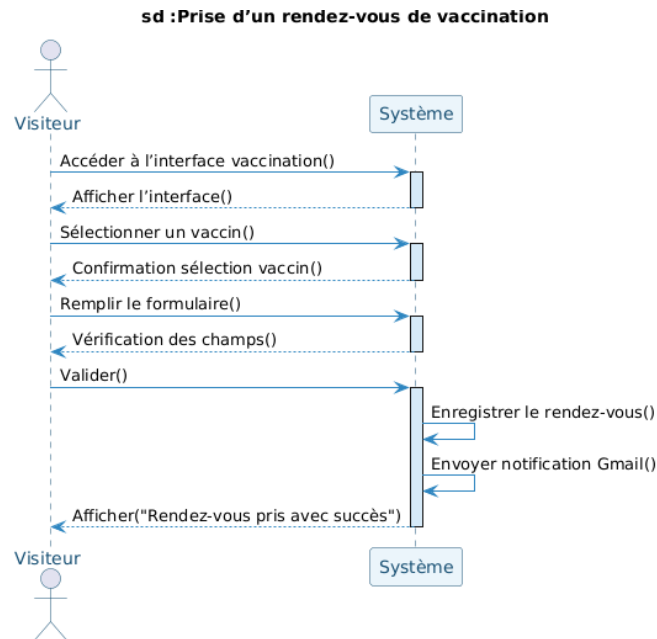 sd :Prise d’un rendez-vous de vaccination
Visiteur
Système
Accéder à l’interface vaccination()
Afficher l’interface()
Sélectionner un vaccin()
Confirmation sélection vaccin()
Remplir le formulaire()
Vérification des champs()
Valider()
Enregistrer le rendez-vous()
Envoyer notification Gmail()
Afficher("Rendez-vous pris avec succès")
Visiteur
Système